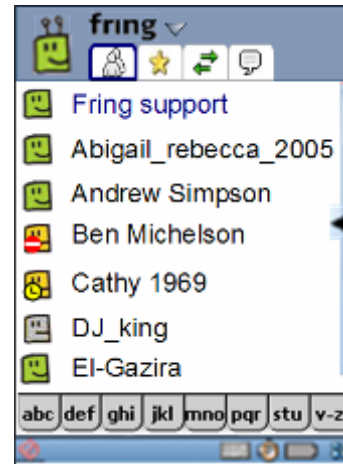 fring
Fring support
Abigail_rebecca_2005
Andrew Simpson
Ben Michelson
Cathy 1969
DJ_king
El-Gazira
abc def ghi jkl mno pqr stu v-z